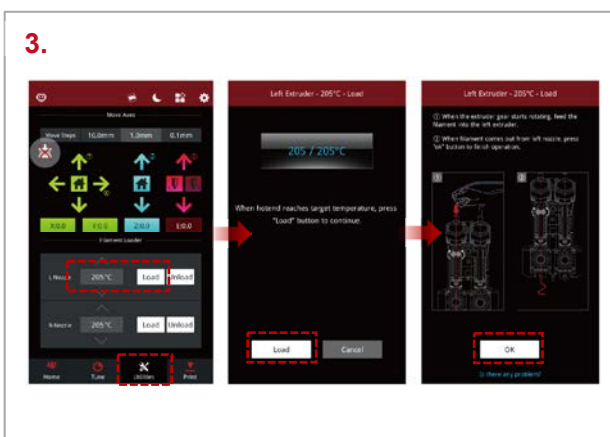 3.
Move Axes
Move Steps 10,0mm 1,0mm 0,1mm
X:0.0 Y:0.0 Z:0.0 E:0.0
Filament Loader
L Nozzle 205°C Load Unload
R Nozzle 205°C Load Unload
Home Tune Utilities Print
Left Extruder - 205°C - Load
205 / 205°C
When hotend reaches target temperature, press
"Load" button to continue.
Load Cancel
Left Extruder - 205°C - Load
① When the extruder gear starts rotating, feed the
filament into the left extruder.
② When filament comes out from left nozzle, press
"ok" button to finish operation.
① ②
OK
Is there any problem?